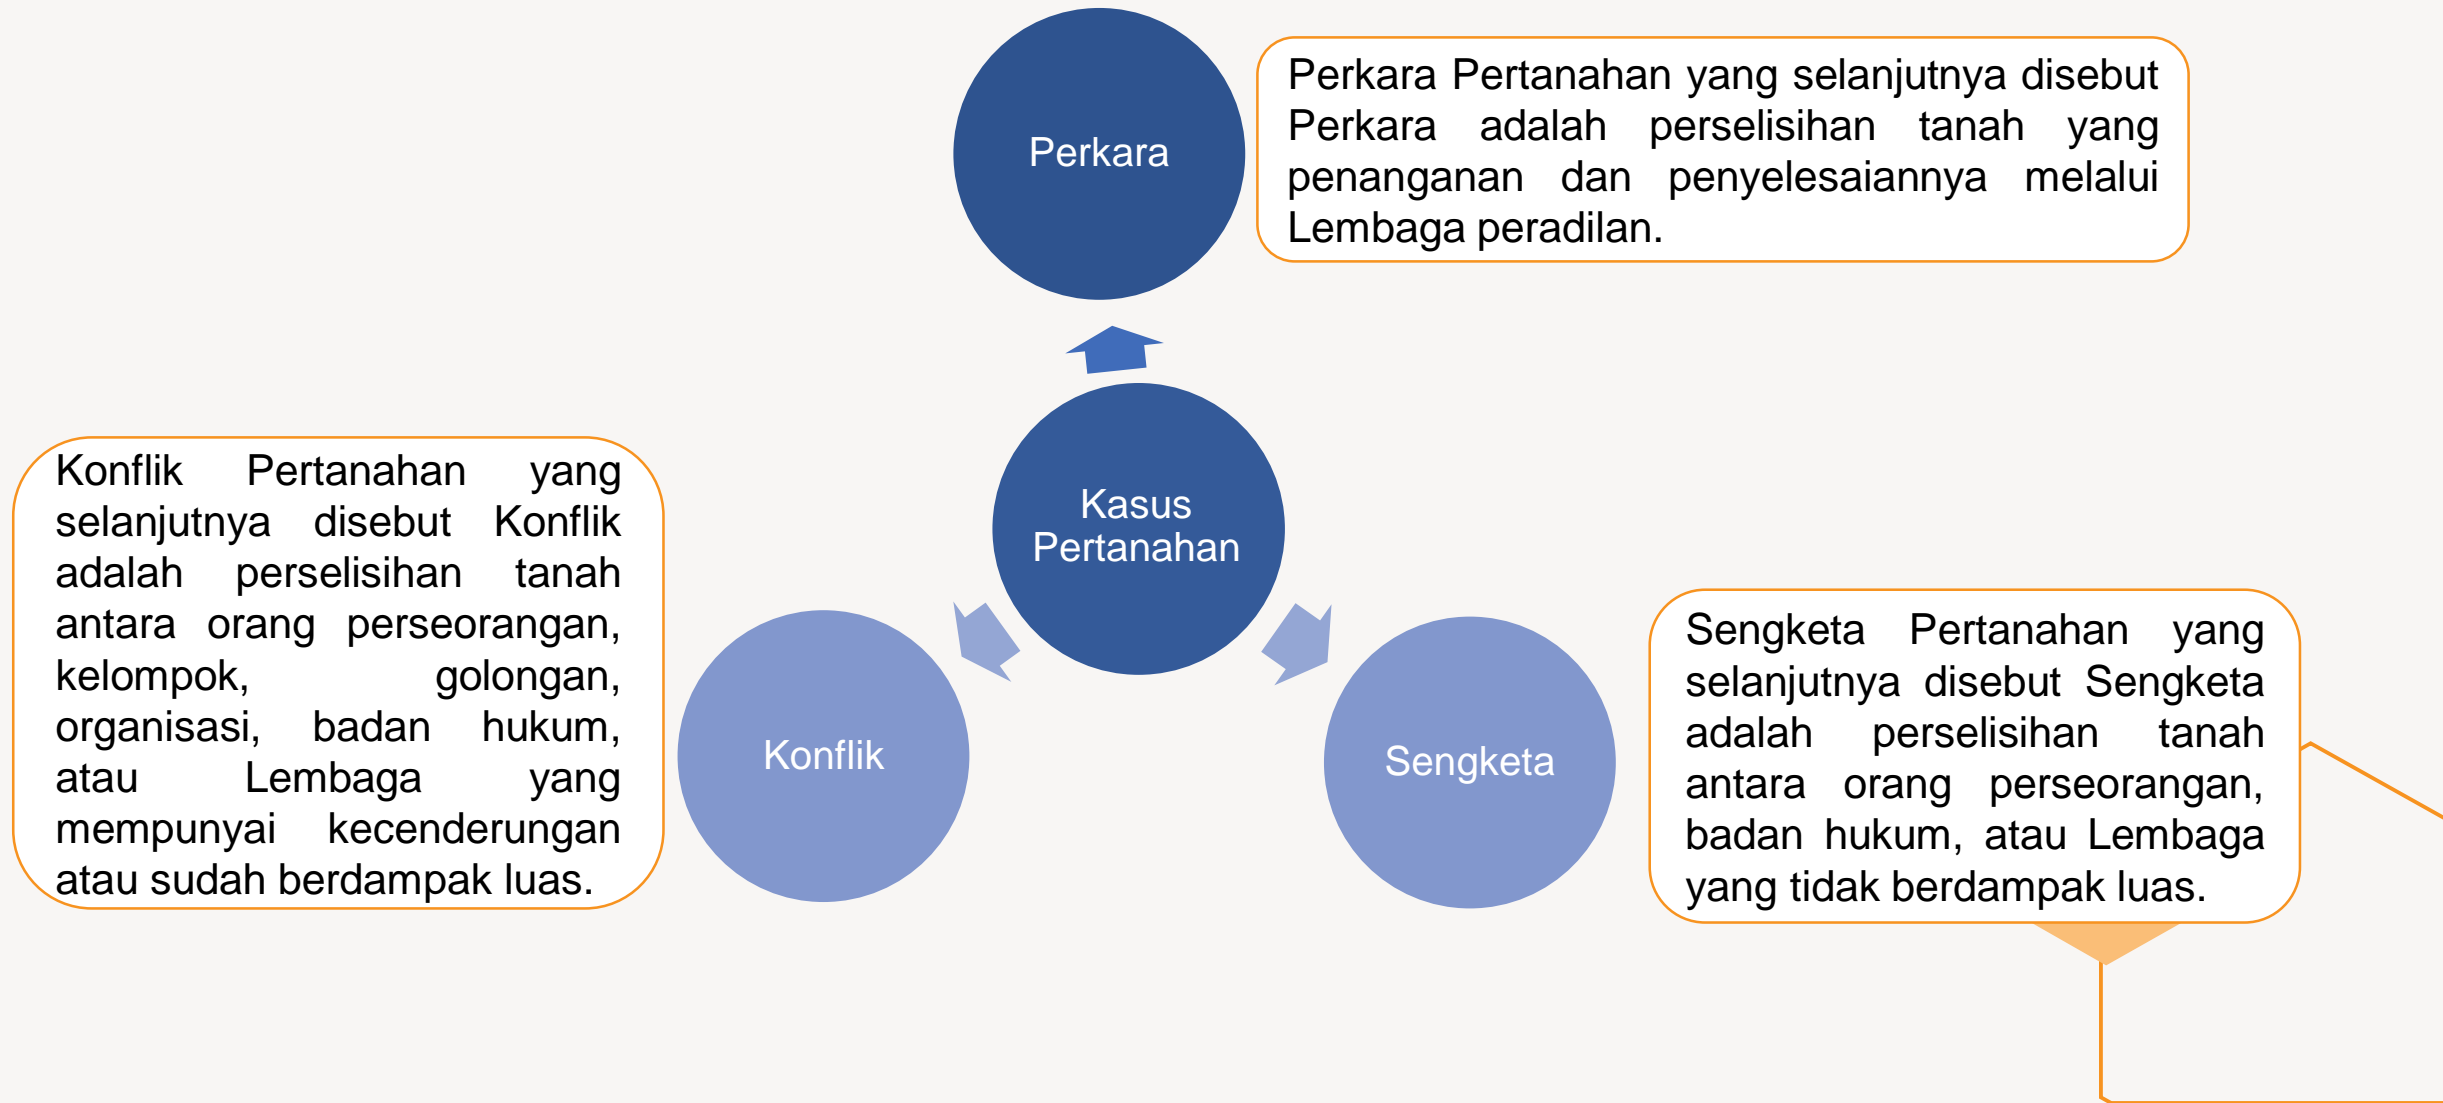 Perkara
Perkara Pertanahan yang selanjutnya disebut
Perkara adalah perselisihan tanah yang
penanganan dan penyelesaiannya melalui
Lembaga peradilan.
Kasus
Pertanahan
Konflik Pertanahan yang
selanjutnya disebut Konflik
adalah perselisihan tanah
antara orang perseorangan,
kelompok, golongan,
organisasi, badan hukum,
atau Lembaga yang
mempunyai kecenderungan
atau sudah berdampak luas.
Konflik
Sengketa
Sengketa Pertanahan yang
selanjutnya disebut Sengketa
adalah perselisihan tanah
antara orang perseorangan,
badan hukum, atau Lembaga
yang tidak berdampak luas.